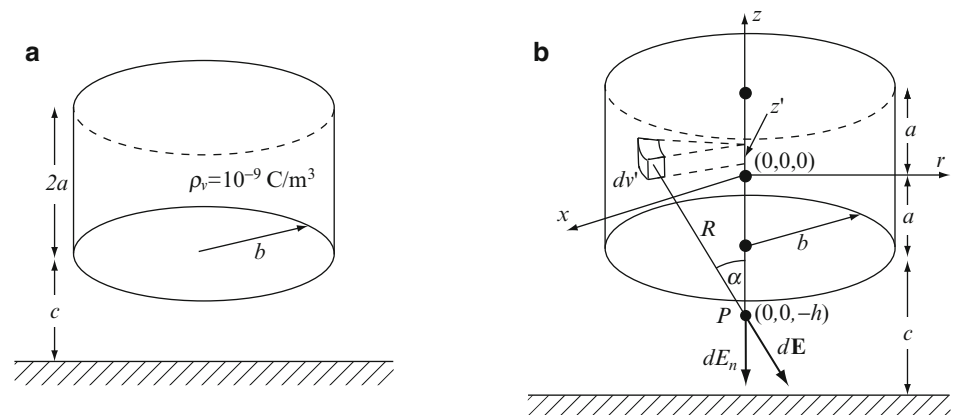 a
2a
ρv=10⁻⁹ C/m³
b
c
b
z
z'
a
(0,0,0)
r
dv'
x
R
a
b
α
P
(0,0,−h)
c
dEn
dE